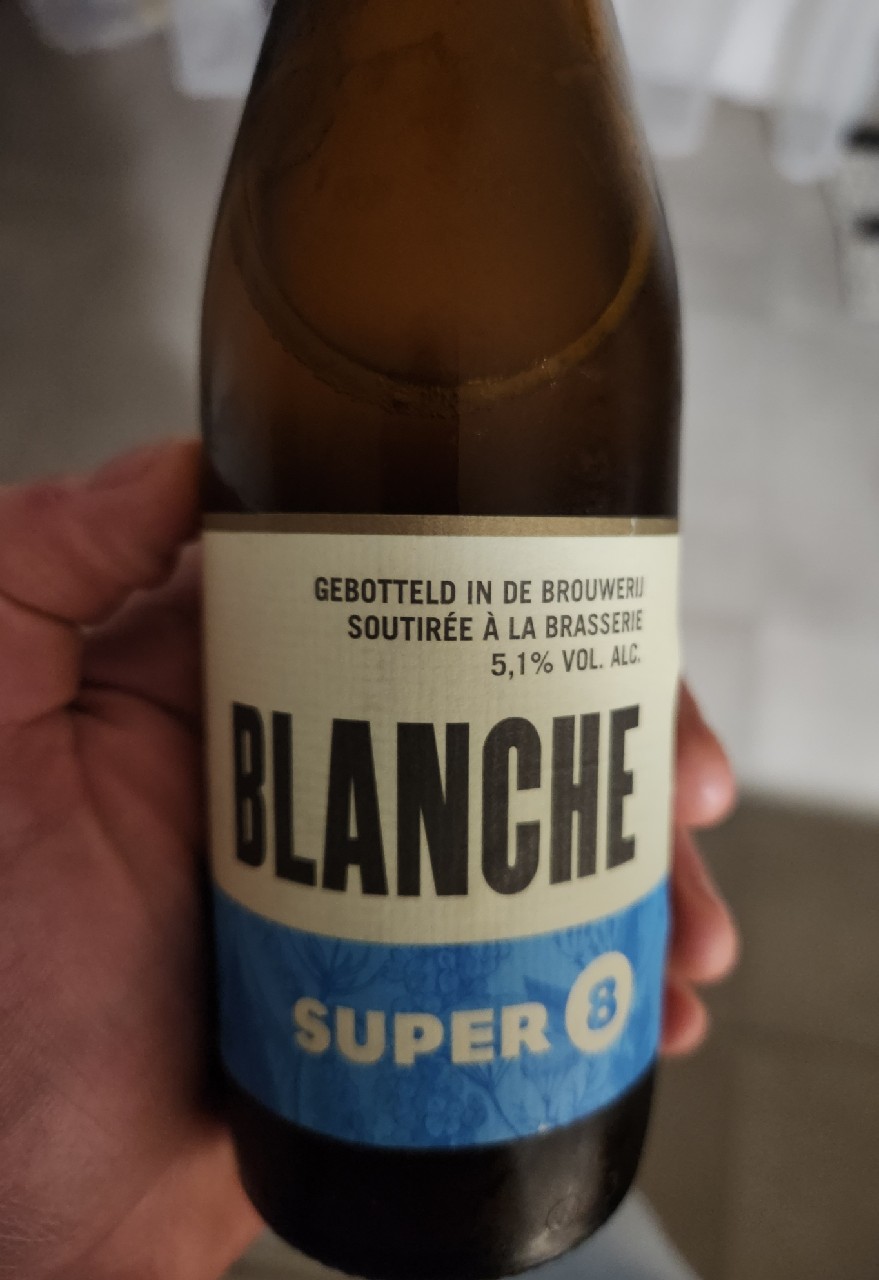 GEBOTTELD IN DE BROUWERIJ
SOUTIRÉE À LA BRASSERIE
5,1% VOL. ALC.
BLANCHE
SUPER 8